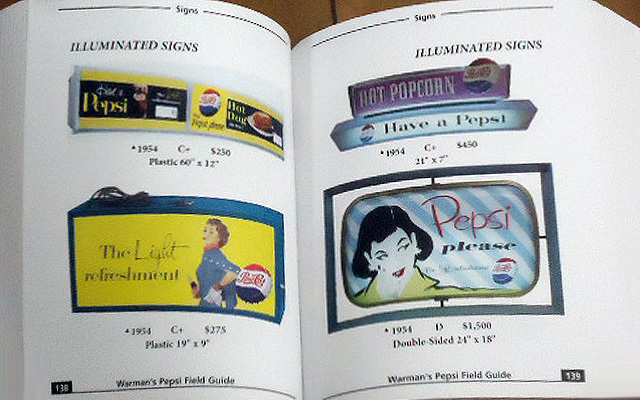 Signs
ILLUMINATED SIGNS
Pepsi
Hot
Dog
▲1954 C+ $250
Plastic 60" x 12"
The Light
refreshment
Pepsi-Cola
▲1954 C+ $275
Plastic 19" x 9"
138 Warman's Pepsi Field Guide
Signs
ILLUMINATED SIGNS
HOT POPCORN
Have a Pepsi
▲1954 C+ $450
21" x 7"
Pepsi
please
▲1954 D $1,500
Double-Sided 24" x 18"
Warman's Pepsi Field Guide 139